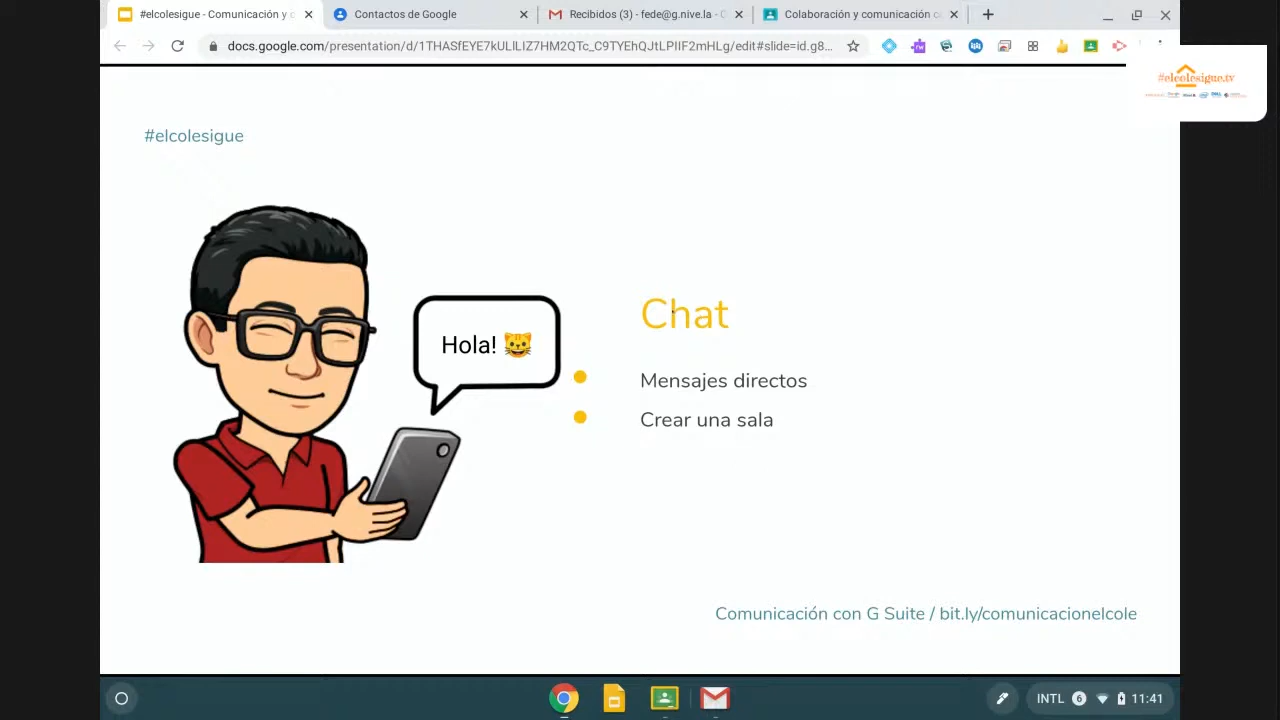 #elcolesigue - Comunicación y c
Contactos de Google
Recibidos (3) - fede@g.nive.la -
Colaboración y comunicación c
docs.google.com/presentation/d/1THASfEYE7kULlLIZ7HM2QTc_C9TYEhQJtLPIIF2mHLg/edit#slide=id.g8...
#elcolesigue.tv
#elcolesigue
Hola! 😺
Chat
Mensajes directos
Crear una sala
Comunicación con G Suite / bit.ly/comunicacionelcole
INTL 6 11:41